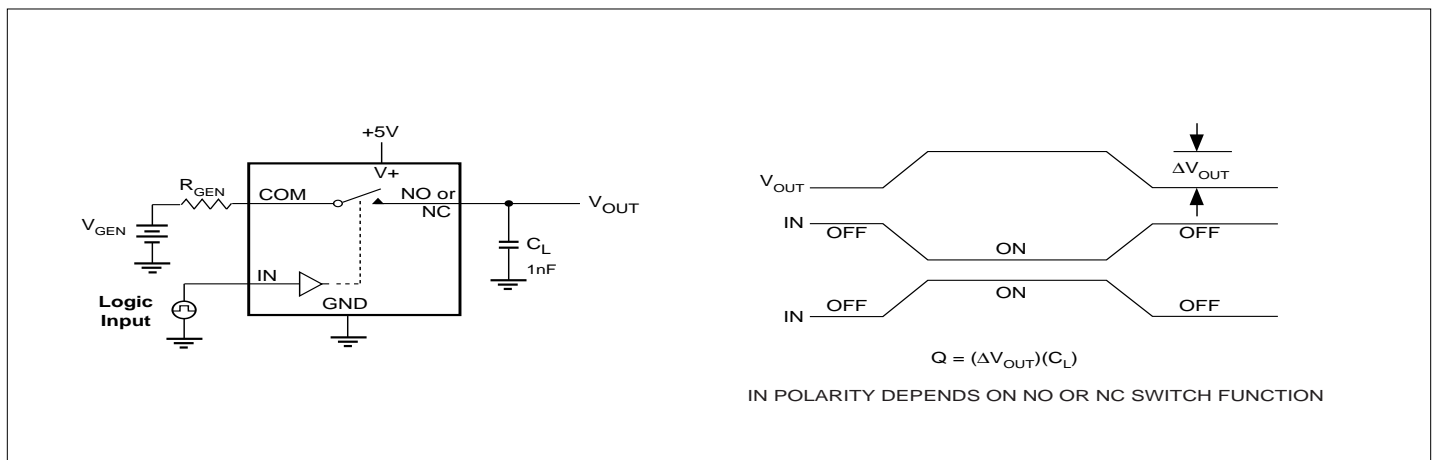 +5V
V+
R_GEN
COM
NO or
NC
V_OUT
V_GEN
C_L
1nF
IN
GND
Logic
Input
V_OUT
ΔV_OUT
IN
OFF
ON
OFF
IN
OFF
ON
OFF
Q = (ΔV_OUT)(C_L)
IN POLARITY DEPENDS ON NO OR NC SWITCH FUNCTION